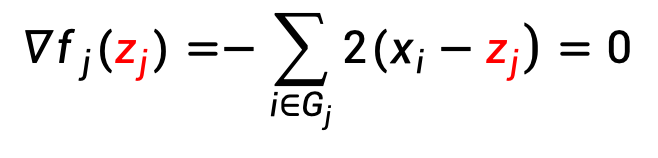 ∇f_j(z_j) = − ∑_{i∈G_j} 2(x_i − z_j) = 0